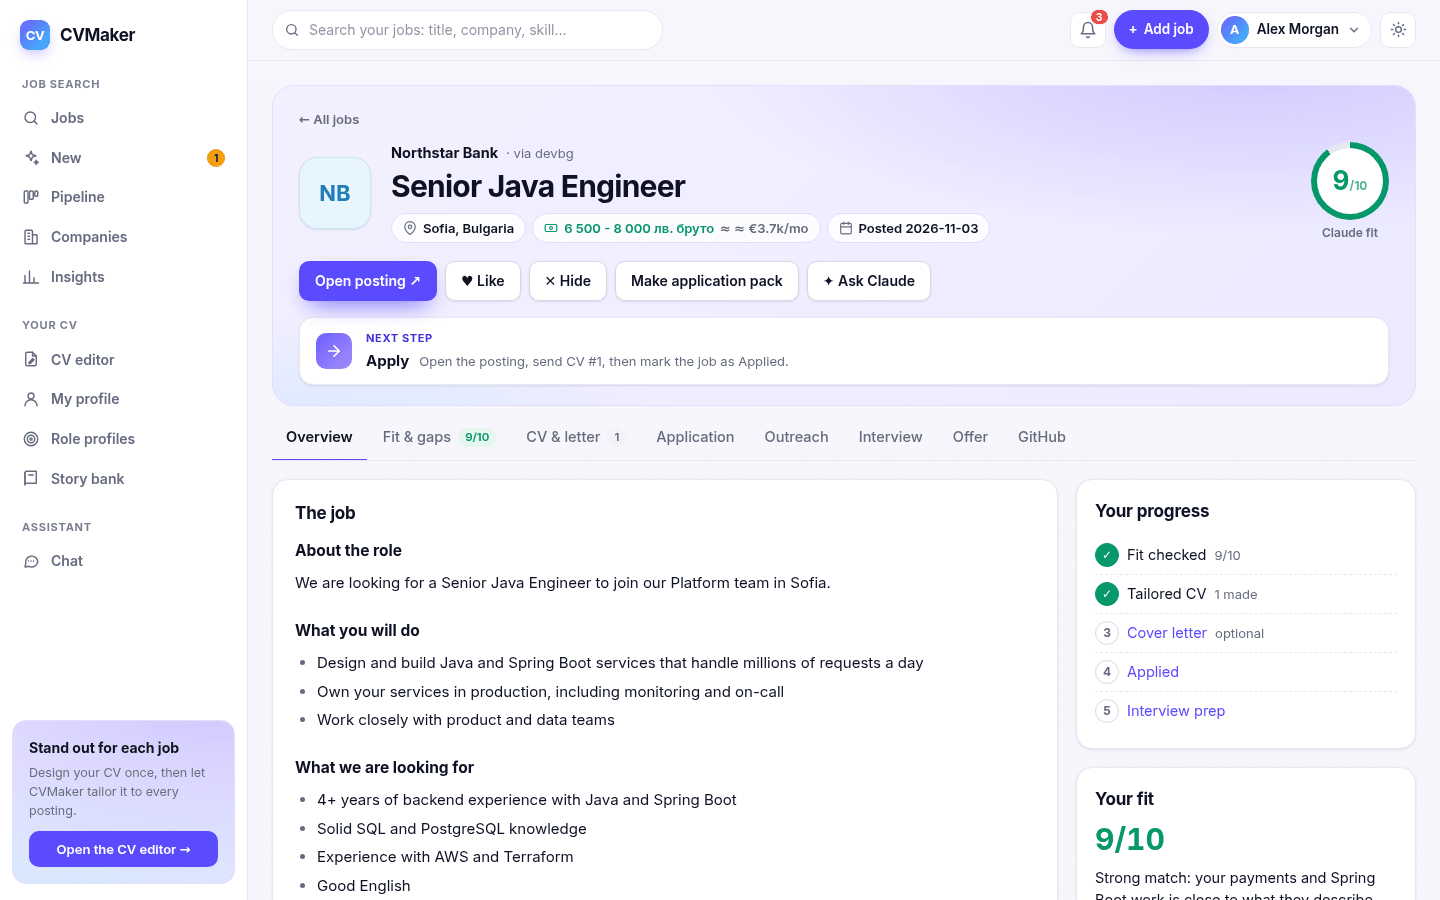 CV CVMaker
JOB SEARCH
Jobs
New 1
Pipeline
Companies
Insights
YOUR CV
CV editor
My profile
Role profiles
Story bank
ASSISTANT
Chat
Stand out for each job
Design your CV once, then let
CVMaker tailor it to every
posting.
Open the CV editor →
Search your jobs: title, company, skill...
3
+ Add job
A Alex Morgan
← All jobs
NB
Northstar Bank · via devbg
Senior Java Engineer
Sofia, Bulgaria
6 500 - 8 000 лв. бруто ≈ ≈ €3.7k/mo
Posted 2026-11-03
9/10
Claude fit
Open posting ↗
♥ Like
✕ Hide
Make application pack
✦ Ask Claude
NEXT STEP
Apply Open the posting, send CV #1, then mark the job as Applied.
Overview
Fit & gaps 9/10
CV & letter 1
Application
Outreach
Interview
Offer
GitHub
The job
About the role
We are looking for a Senior Java Engineer to join our Platform team in Sofia.
What you will do
• Design and build Java and Spring Boot services that handle millions of requests a day
• Own your services in production, including monitoring and on-call
• Work closely with product and data teams
What we are looking for
• 4+ years of backend experience with Java and Spring Boot
• Solid SQL and PostgreSQL knowledge
• Experience with AWS and Terraform
• Good English
Your progress
✓ Fit checked 9/10
✓ Tailored CV 1 made
3 Cover letter optional
4 Applied
5 Interview prep
Your fit
9/10
Strong match: your payments and Spring
Boot work is close to what they describe.